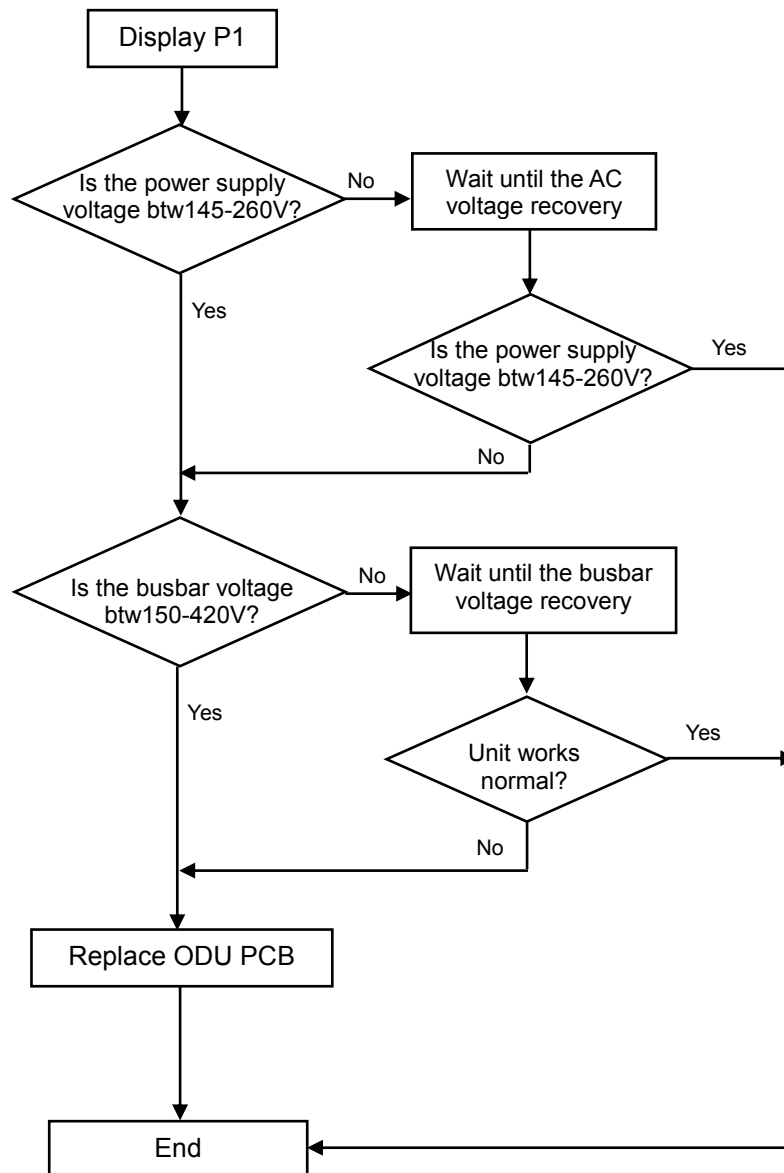 Display P1
Is the power supply
voltage btw145-260V?
No
Wait until the AC
voltage recovery
Yes
Is the power supply
voltage btw145-260V?
Yes
No
Is the busbar voltage
btw150-420V?
No
Wait until the busbar
voltage recovery
Yes
Unit works
normal?
Yes
No
Replace ODU PCB
End